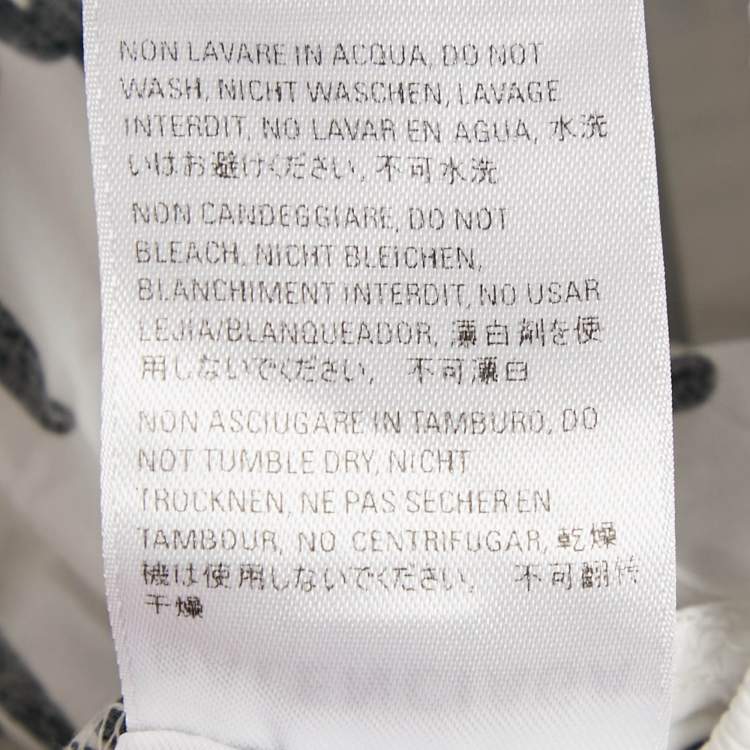 NON LAVARE IN ACQUA, DO NOT
WASH, NICHT WASCHEN, LAVAGE
INTERDIT, NO LAVAR EN AGUA, 水洗
いはお避けください, 不可水洗
NON CANDEGGIARE, DO NOT
BLEACH, NICHT BLEICHEN,
BLANCHIMENT INTERDIT, NO USAR
LEJIA/BLANQUEADOR, 漂白剤を使
用しないでください, 不可漂白
NON ASCIUGARE IN TAMBURO, DO
NOT TUMBLE DRY, NICHT
TROCKNEN, NE PAS SECHER EN
TAMBOUR, NO CENTRIFUGAR, 乾燥
機は使用しないでください. 不可翻转
干燥